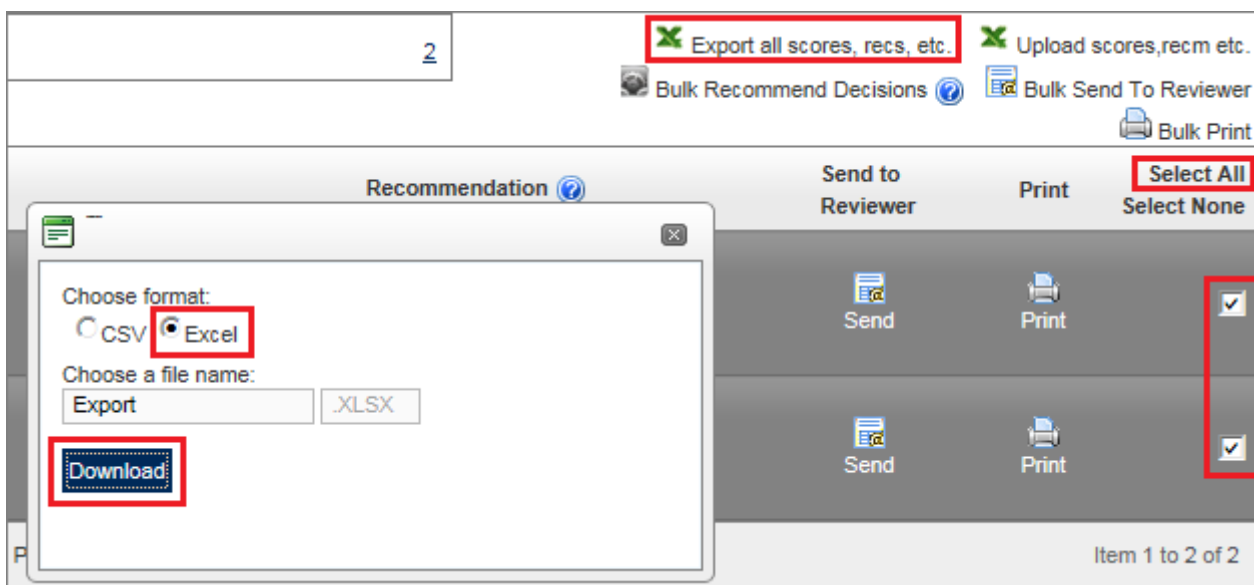 2
Export all scores, recs, etc.
Upload scores,recm etc.
Bulk Recommend Decisions
Bulk Send To Reviewer
Bulk Print
Recommendation
Send to
Reviewer
Print
Select All
Select None
Choose format:
CSV Excel
Choose a file name:
Export .XLSX
Download
Send Print
Send Print
P
Item 1 to 2 of 2